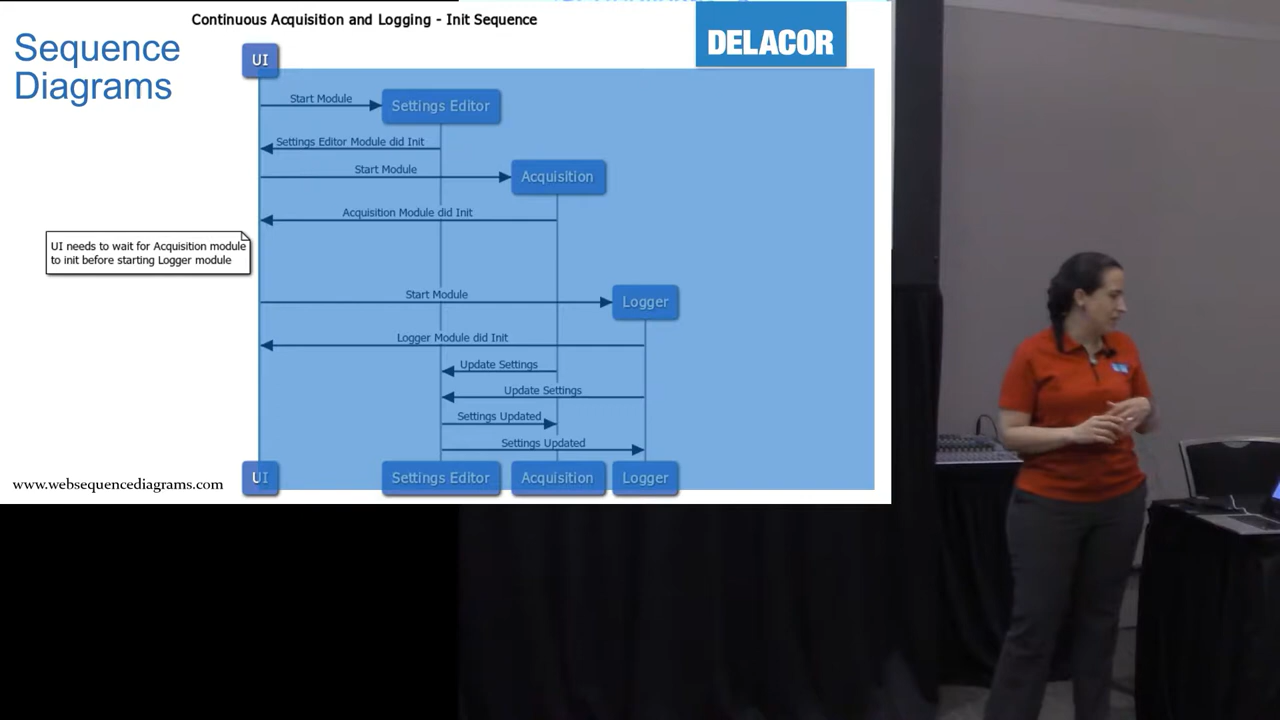 Continuous Acquisition and Logging - Init Sequence
Sequence
Diagrams
DELACOR
UI
Start Module
Settings Editor
Settings Editor Module did Init
Start Module
Acquisition
Acquisition Module did Init
UI needs to wait for Acquisition module
to init before starting Logger module
Start Module
Logger
Logger Module did Init
Update Settings
Update Settings
Settings Updated
Settings Updated
UI
Settings Editor
Acquisition
Logger
www.websequencediagrams.com